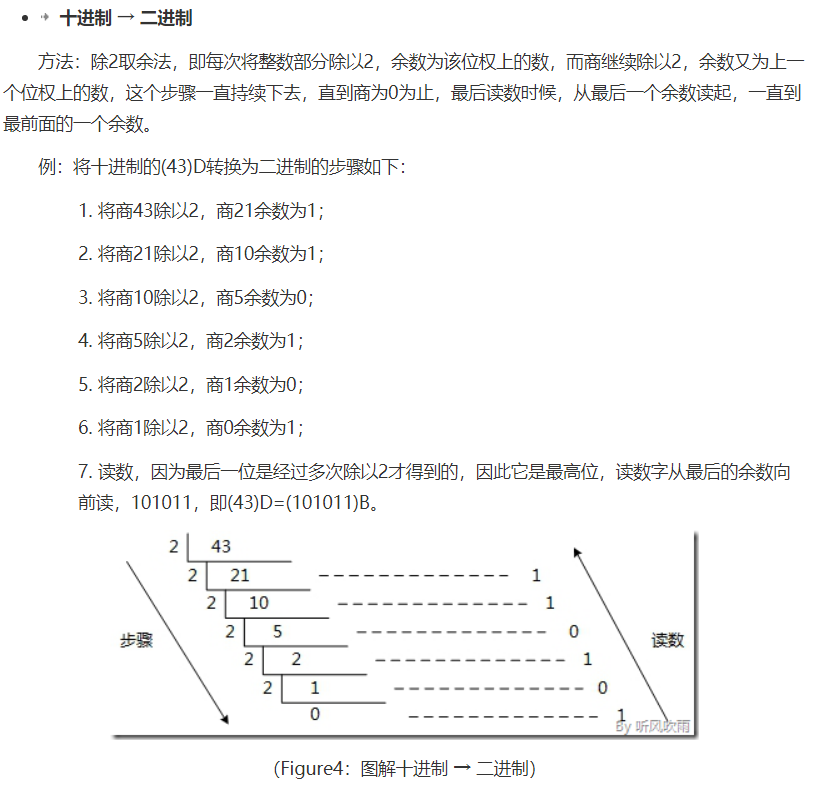 十进制 → 二进制
方法：除2取余法，即每次将整数部分除以2，余数为该位权上的数，而商继续除以2，余数又为上一
个位权上的数，这个步骤一直持续下去，直到商为0为止，最后读数时候，从最后一个余数读起，一直到
最前面的一个余数。
例：将十进制的(43)D转换为二进制的步骤如下：
1. 将商43除以2，商21余数为1；
2. 将商21除以2，商10余数为1；
3. 将商10除以2，商5余数为0；
4. 将商5除以2，商2余数为1；
5. 将商2除以2，商1余数为0；
6. 将商1除以2，商0余数为1；
7. 读数，因为最后一位是经过多次除以2才得到的，因此它是最高位，读数字从最后的余数向
前读，101011，即(43)D=(101011)B。
2 43
2 21 1
2 10 1
2 5 0
步骤
读数
2 2 1
2 1 0
0 1
By 听风吹雨
（Figure4：图解十进制 → 二进制）